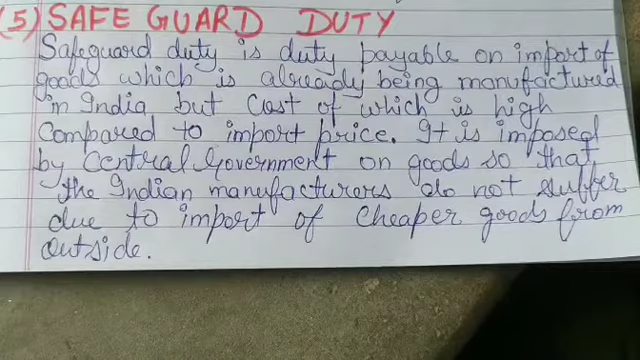 (5) SAFE GUARD DUTY
Safeguard duty is duty payable on import of
goods which is already being manufactured
in India but cost of which is high
compared to import price. It is imposed
by Central Government on goods so that
the Indian manufacturers do not suffer
due to import of cheaper goods from
outside.